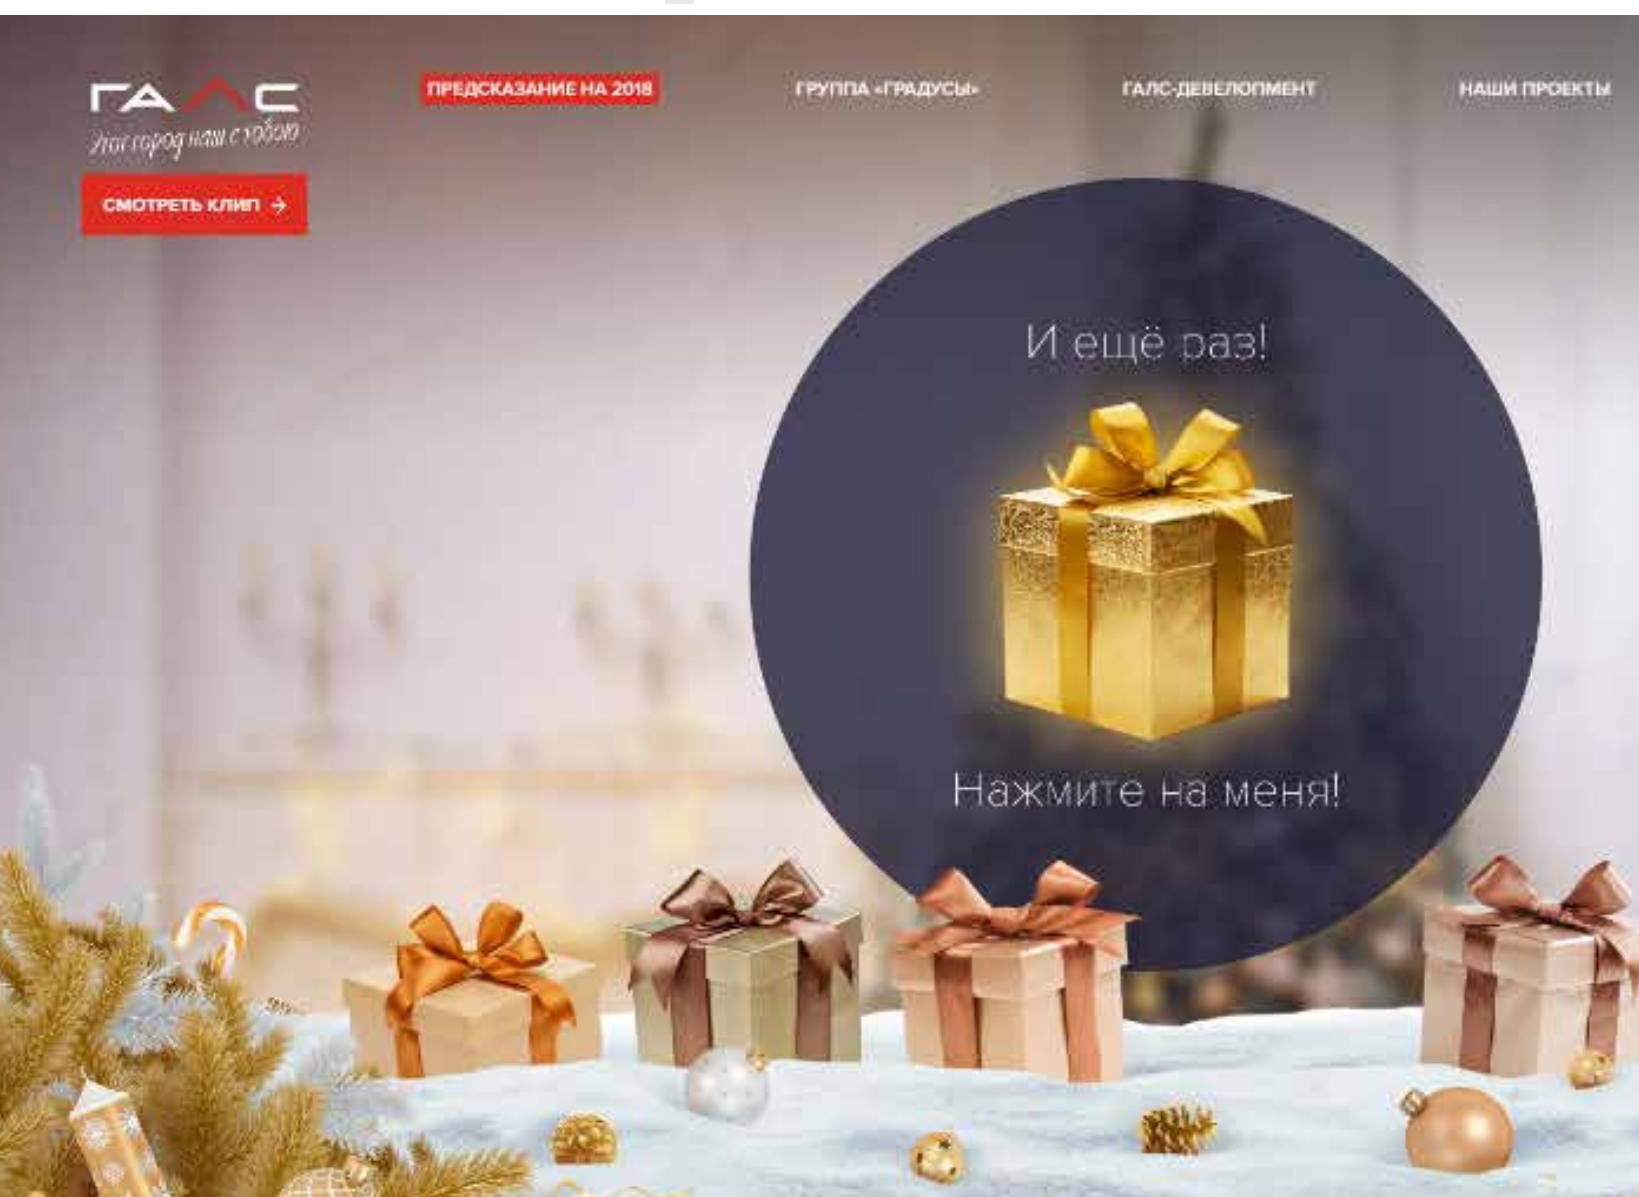 ГАЛС
Этот город наш с тобою
СМОТРЕТЬ КЛИП →
ПРЕДСКАЗАНИЕ НА 2018
ГРУППА «ГРАДУСЫ»
ГАЛС-ДЕВЕЛОПМЕНТ
НАШИ ПРОЕКТЫ
И ещё раз!
Нажмите на меня!